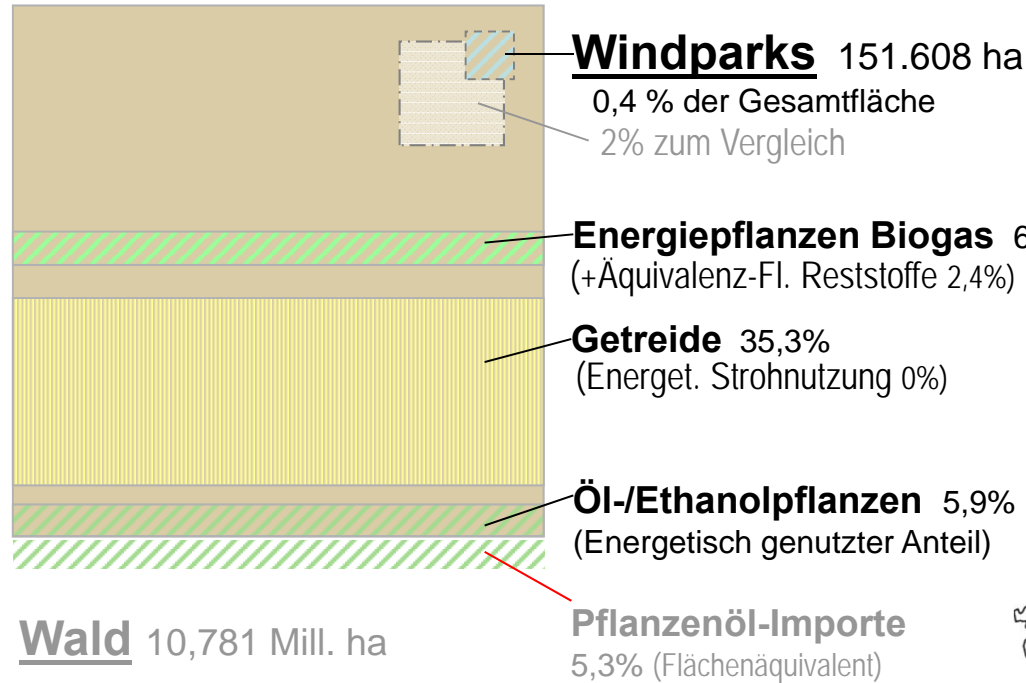 Windparks 151.608 ha
0,4 % der Gesamtfläche
2% zum Vergleich
Energiepflanzen Biogas 6
(+Äquivalenz-Fl. Reststoffe 2,4%)
Getreide 35,3%
(Energet. Strohnutzung 0%)
Öl-/Ethanolpflanzen 5,9%
(Energetisch genutzter Anteil)
Pflanzenöl-Importe
5,3% (Flächenäquivalent)
Wald 10,781 Mill. ha